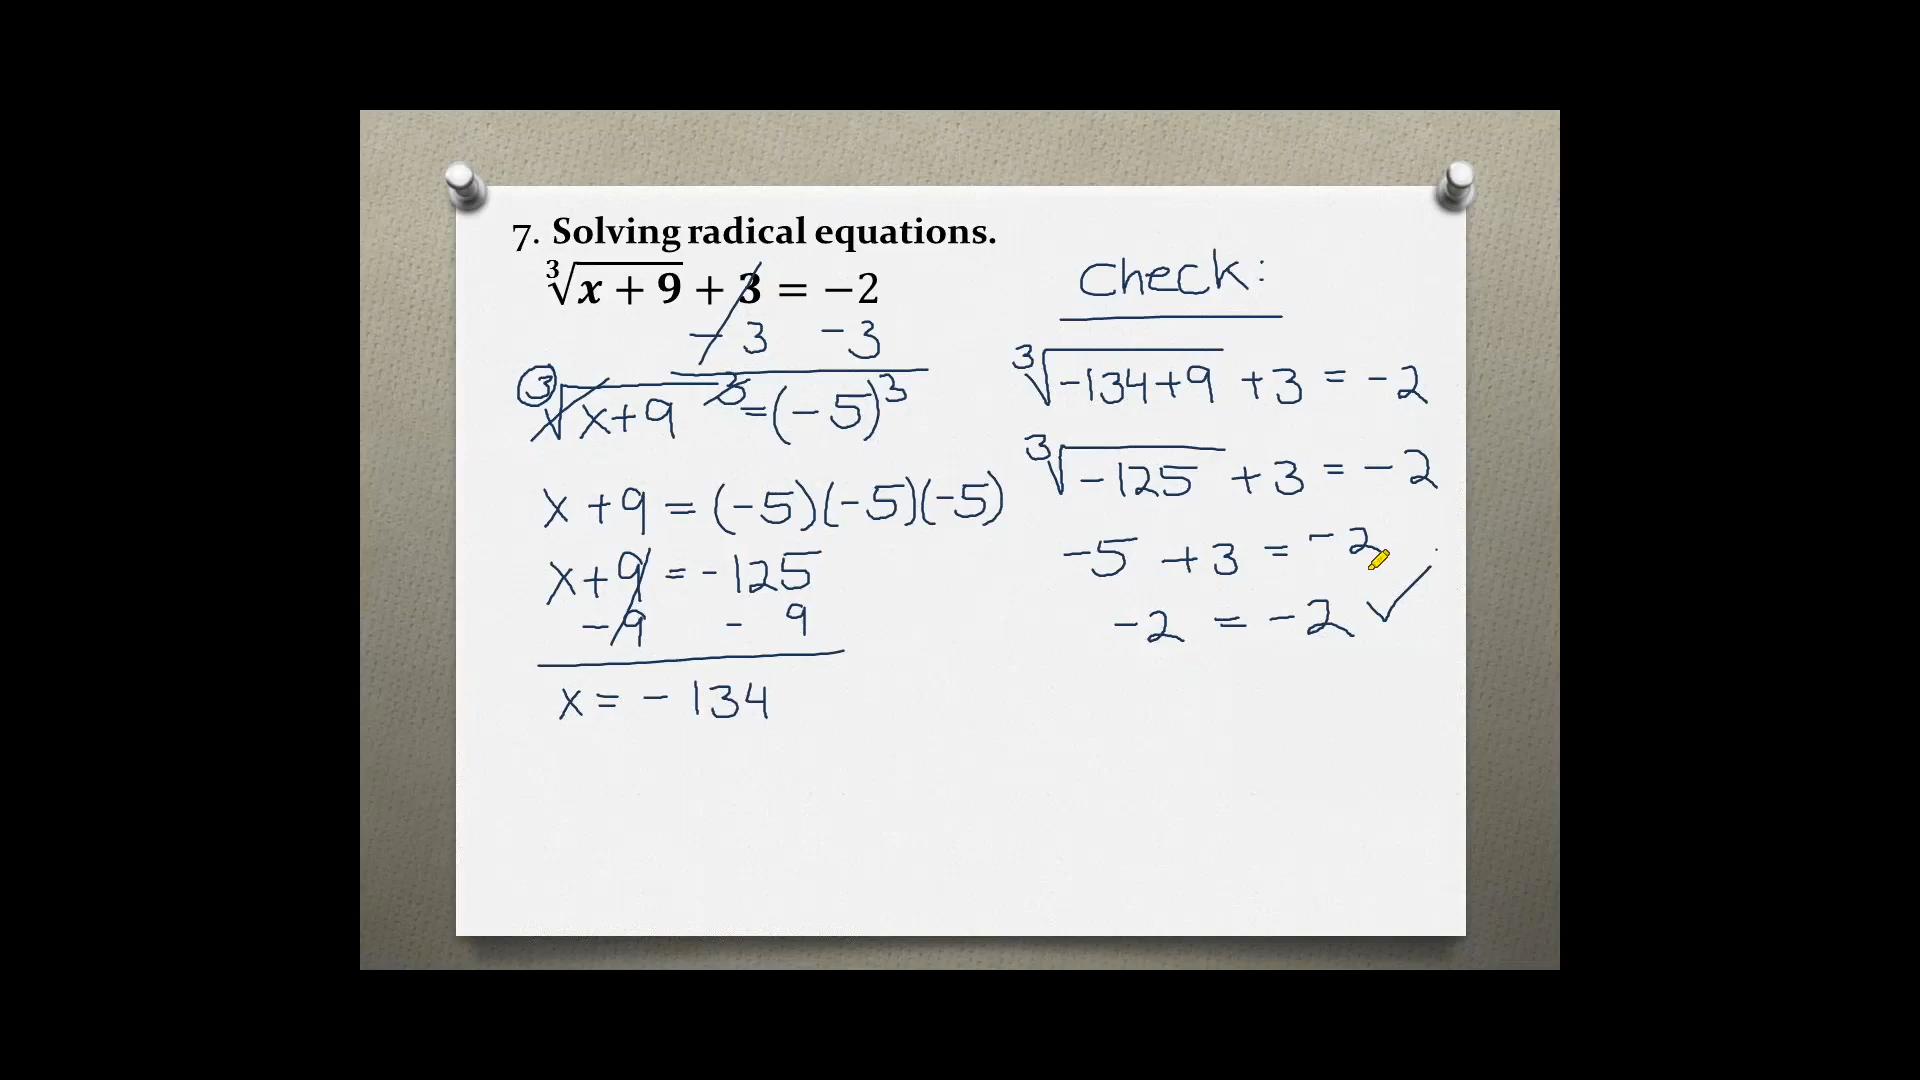 7. Solving radical equations.
∛(x + 9) + 3 = −2
− 3 − 3
∛(x+9)³ = (−5)³
x + 9 = (−5)(−5)(−5)
x + 9 = − 125
− 9 − 9
x = − 134
Check:
∛(−134+9) + 3 = −2
∛(−125) + 3 = −2
−5 + 3 = −2
−2 = −2 ✓